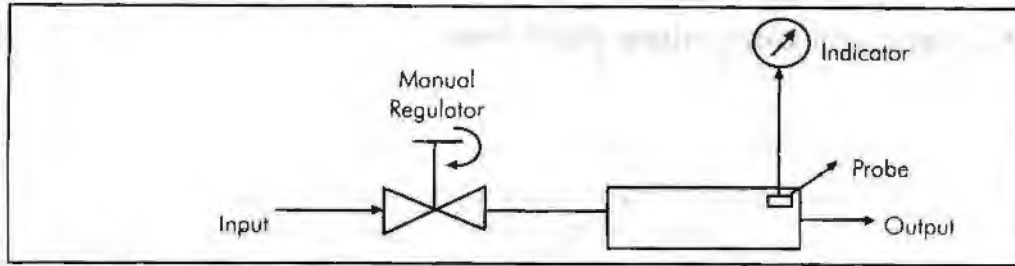 Manual
Regulator
Indicator
Probe
Input
Output